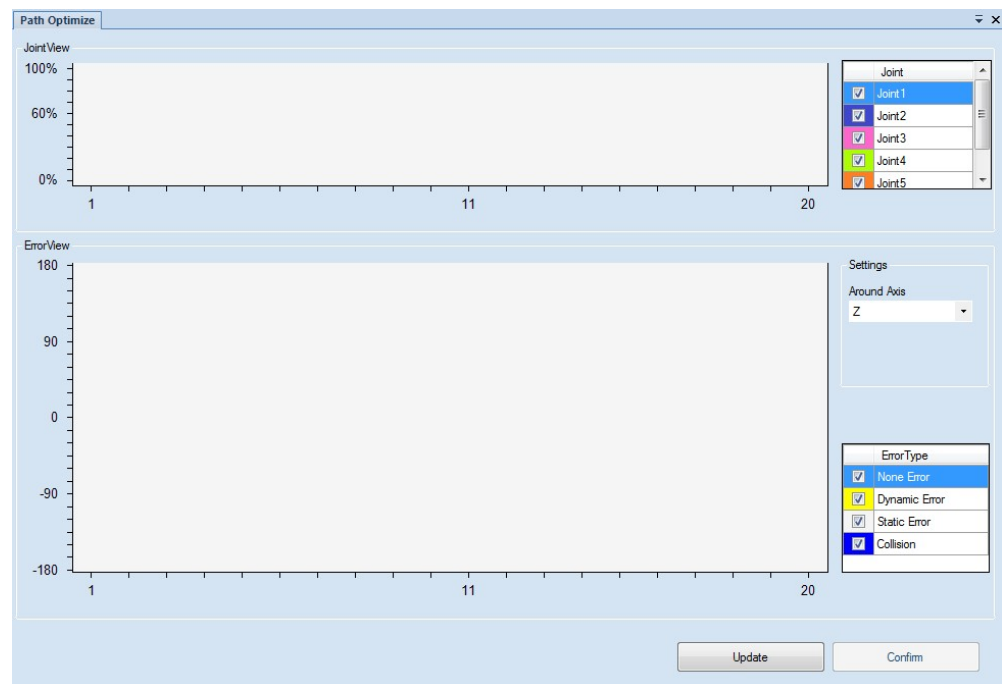 Path Optimize
JointView
100%
60%
0%
1 11 20
Joint
Joint1
Joint2
Joint3
Joint4
Joint5
ErrorView
180
90
0
-90
-180
1 11 20
Settings
Around Axis
Z
ErrorType
None Error
Dynamic Error
Static Error
Collision
Update Confirm